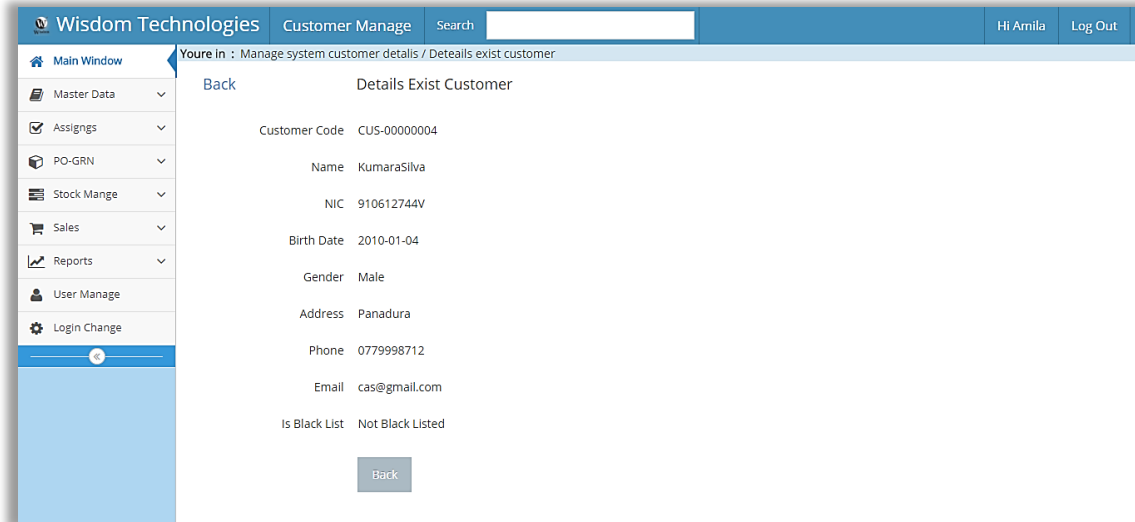 Wisdom Technologies Customer Manage Search Hi Amila Log Out
Youre in : Manage system customer detalis / Deteails exist customer
Main Window
Master Data
Assigngs
PO-GRN
Stock Mange
Sales
Reports
User Manage
Login Change
Back Details Exist Customer
Customer Code CUS-00000004
Name KumaraSilva
NIC 910612744V
Birth Date 2010-01-04
Gender Male
Address Panadura
Phone 0779998712
Email cas@gmail.com
Is Black List Not Black Listed
Back